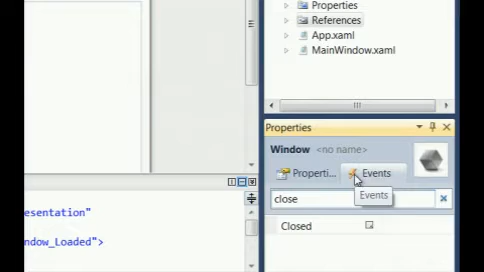 Properties
References
App.xaml
MainWindow.xaml
Properties
Window <no name>
Properti... Events
close
Events
Closed
esentation"
ndow_Loaded">